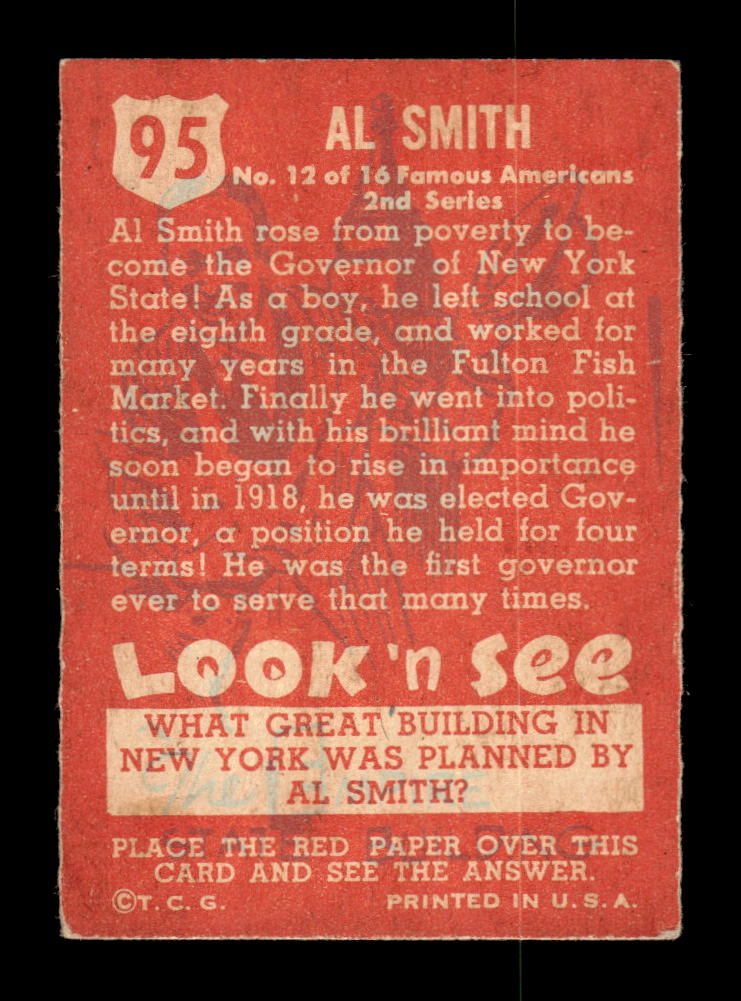 95
AL SMITH
No. 12 of 16 Famous Americans
2nd Series
Al Smith rose from poverty to be-
come the Governor of New York
State! As a boy, he left school at
the eighth grade, and worked for
many years in the Fulton Fish
Market. Finally he went into poli-
tics, and with his brilliant mind he
soon began to rise in importance
until in 1918, he was elected Gov-
ernor, a position he held for four
terms! He was the first governor
ever to serve that many times.
LOOK 'n See
WHAT GREAT BUILDING IN
NEW YORK WAS PLANNED BY
AL SMITH?
The
STATE BUILDING
PLACE THE RED PAPER OVER THIS
CARD AND SEE THE ANSWER.
©T. C. G. PRINTED IN U. S. A.